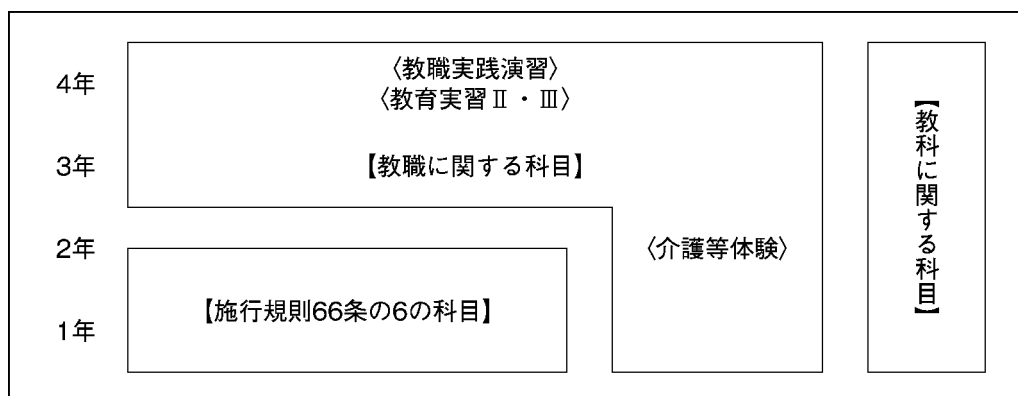 4年
〈教職実践演習〉
〈教育実習Ⅱ・Ⅲ〉
3年
【教職に関する科目】
2年
〈介護等体験〉
【施行規則66条の6の科目】
1年
【教科に関する科目】